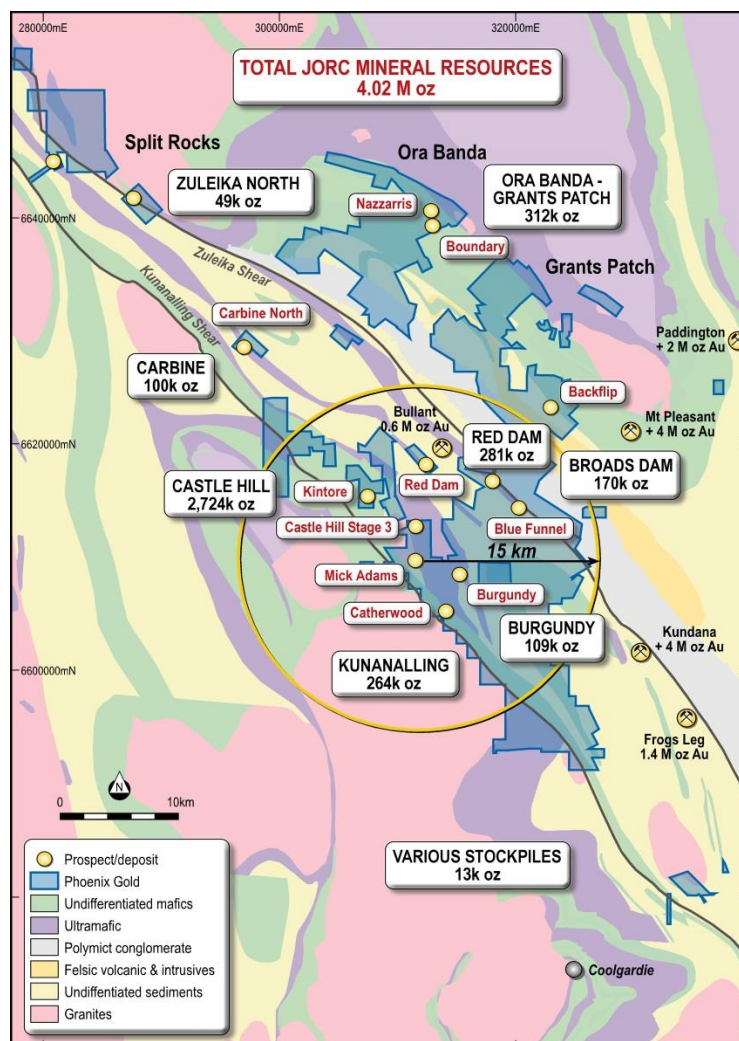 280000mE
300000mE
320000mE
TOTAL JORC MINERAL RESOURCES
4.02 M oz
Split Rocks
Ora Banda
ZULEIKA NORTH
49k oz
ORA BANDA -
GRANTS PATCH
312k oz
Nazzarris
6640000mN
Boundary
Zuleika Shear
Grants Patch
Kunanalling Shear
Carbine North
Paddington
+ 2 M oz Au
CARBINE
100k oz
Backflip
Bullant
0.6 M oz Au
Mt Pleasant
+ 4 M oz Au
6620000mN
RED DAM
281k oz
BROADS DAM
170k oz
CASTLE HILL
2,724k oz
Red Dam
Kintore
Castle Hill Stage 3
Blue Funnel
15 km
Mick Adams
Burgundy
Catherwood
BURGUNDY
109k oz
Kundana
+ 4 M oz Au
KUNANALLING
264k oz
6600000mN
Frogs Leg
1.4 M oz Au
N
0
10km
VARIOUS STOCKPILES
13k oz
Prospect/deposit
Phoenix Gold
Undifferentiated mafics
Ultramafic
Polymict conglomerate
Felsic volcanic & intrusives
Undiffentiated sediments
Granites
Coolgardie